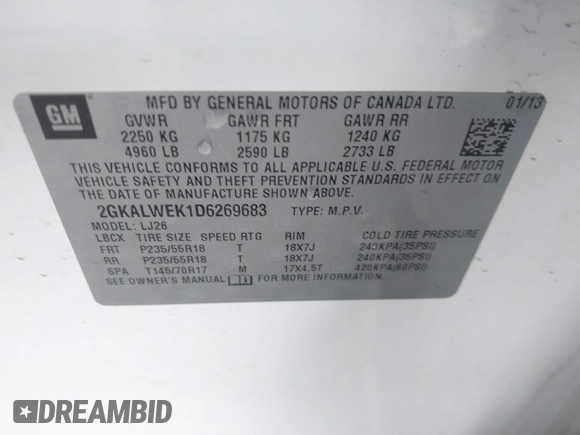 GM
MFD BY GENERAL MOTORS OF CANADA LTD. 01/13
GVWR GAWR FRT GAWR RR
2250 KG 1175 KG 1240 KG
4960 LB 2590 LB 2733 LB
THIS VEHICLE CONFORMS TO ALL APPLICABLE U.S. FEDERAL MOTOR
VEHICLE SAFETY AND THEFT PREVENTION STANDARDS IN EFFECT ON
THE DATE OF MANUFACTURE SHOWN ABOVE.
2GKALWEK1D6269683 TYPE: M.P.V.
MODEL: LJ26
LBCX TIRE SIZE SPEED RTG RIM COLD TIRE PRESSURE
FRT P235/55R18 T 18X7J 240KPA(35PSI)
RR P235/55R18 T 18X7J 240KPA(35PSI)
SPA T145/70R17 M 17X4.5T 420KPA(60PSI)
SEE OWNER'S MANUAL FOR MORE INFORMATION.
DREAMBID